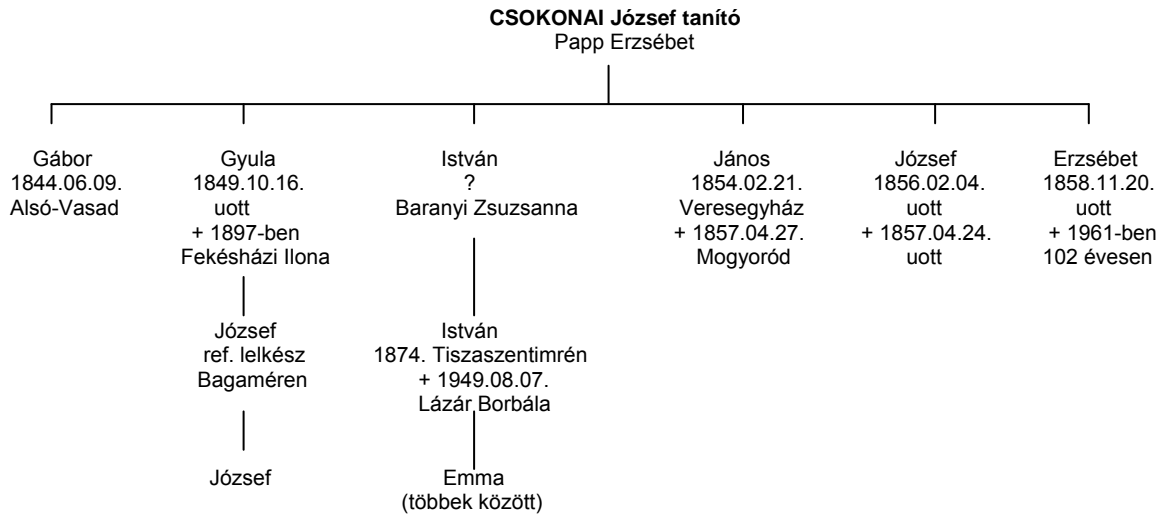 CSOKONAI József tanító
Papp Erzsébet
Gábor
1844.06.09.
Alsó-Vasad
Gyula
1849.10.16.
uott
+ 1897-ben
Fekésházi Ilona
József
ref. lelkész
Bagaméren
József
István
?
Baranyi Zsuzsanna
István
1874. Tiszaszentimrén
+ 1949.08.07.
Lázár Borbála
Emma
(többek között)
János
1854.02.21.
Veresegyház
+ 1857.04.27.
Mogyoród
József
1856.02.04.
uott
+ 1857.04.24.
uott
Erzsébet
1858.11.20.
uott
+ 1961-ben
102 évesen